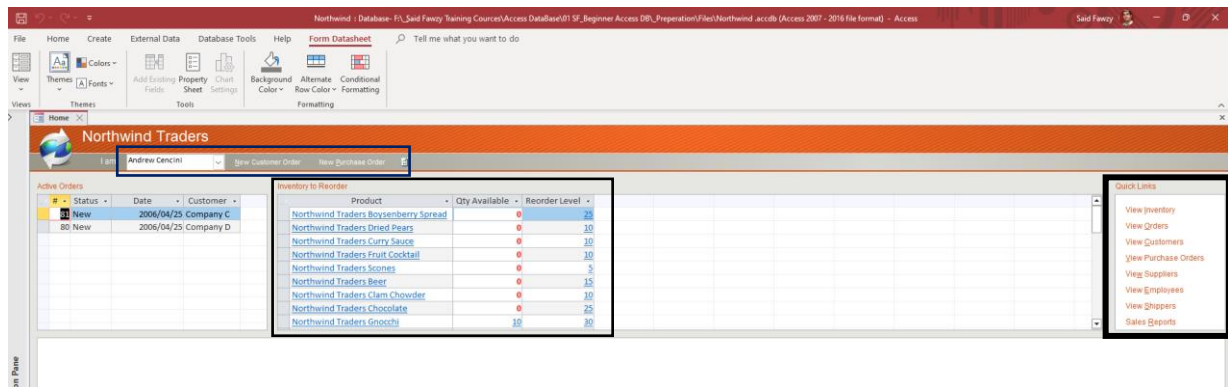 Northwind : Database- F:\_Said Fawzy Training Cources\Access DataBase\01 SF_Beginner Access DB\_Preperation\Files\Northwind .accdb (Access 2007 - 2016 file format) - Access
Said Fawzy
File Home Create External Data Database Tools Help Form Datasheet Tell me what you want to do
View
Themes
Colors
Fonts
Add Existing Fields
Property Sheet
Chart Settings
Background Color
Alternate Row Color
Conditional Formatting
Views Themes Tools Formatting
Home
Northwind Traders
I am Andrew Cencini New Customer Order New Purchase Order
Active Orders
# Status Date Customer
81 New 2006/04/25 Company C
80 New 2006/04/25 Company D
Inventory to Reorder
Product Qty Available Reorder Level
Northwind Traders Boysenberry Spread 0 25
Northwind Traders Dried Pears 0 10
Northwind Traders Curry Sauce 0 10
Northwind Traders Fruit Cocktail 0 10
Northwind Traders Scones 0 5
Northwind Traders Beer 0 15
Northwind Traders Clam Chowder 0 10
Northwind Traders Chocolate 0 25
Northwind Traders Gnocchi 10 30
Quick Links
View Inventory
View Orders
View Customers
View Purchase Orders
View Suppliers
View Employees
View Shippers
Sales Reports
on Pane